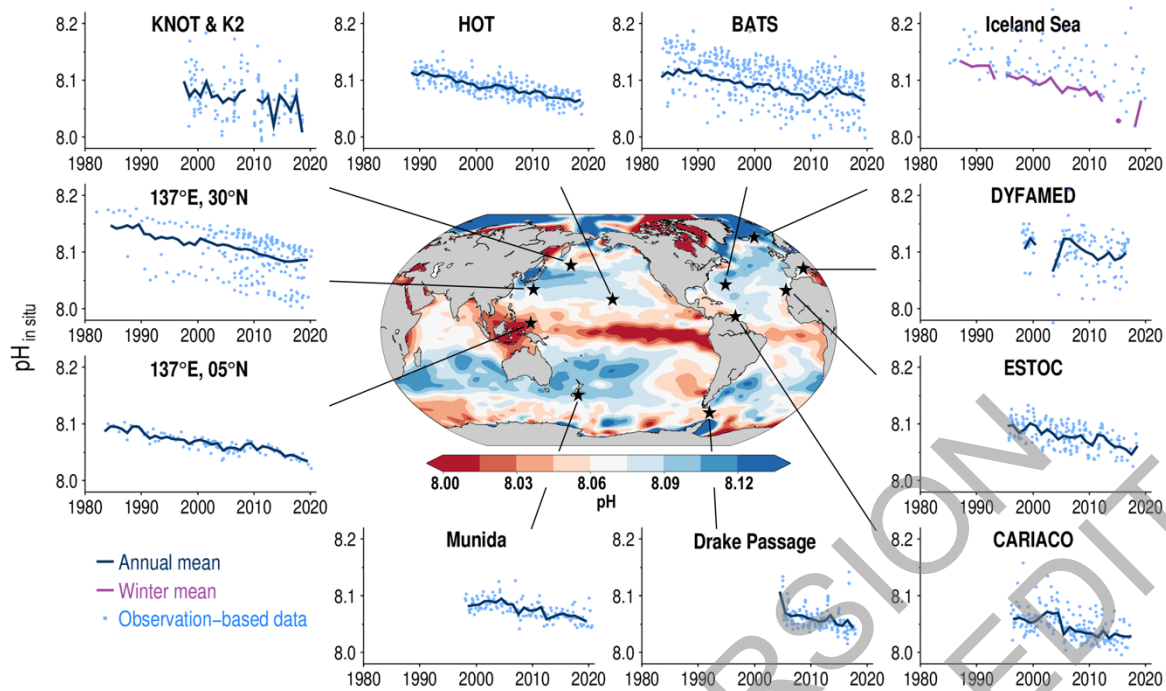 KNOT & K2
8.2
8.1
8.0
1980 1990 2000 2010 2020
HOT
8.2
8.1
8.0
1980 1990 2000 2010 2020
BATS
8.2
8.1
8.0
1980 1990 2000 2010 2020
Iceland Sea
8.2
8.1
8.0
1980 1990 2000 2010 2020
pH in situ
137°E, 30°N
8.2
8.1
8.0
1980 1990 2000 2010 2020
DYFAMED
8.2
8.1
8.0
1980 1990 2000 2010 2020
137°E, 05°N
8.2
8.1
8.0
1980 1990 2000 2010 2020
ESTOC
8.2
8.1
8.0
1980 1990 2000 2010 2020
8.00 8.03 8.06 8.09 8.12
pH
Annual mean
Winter mean
Observation−based data
Munida
8.2
8.1
8.0
1980 1990 2000 2010 2020
Drake Passage
8.2
8.1
8.0
1980 1990 2000 2010 2020
CARIACO
8.2
8.1
8.0
1980 1990 2000 2010 2020